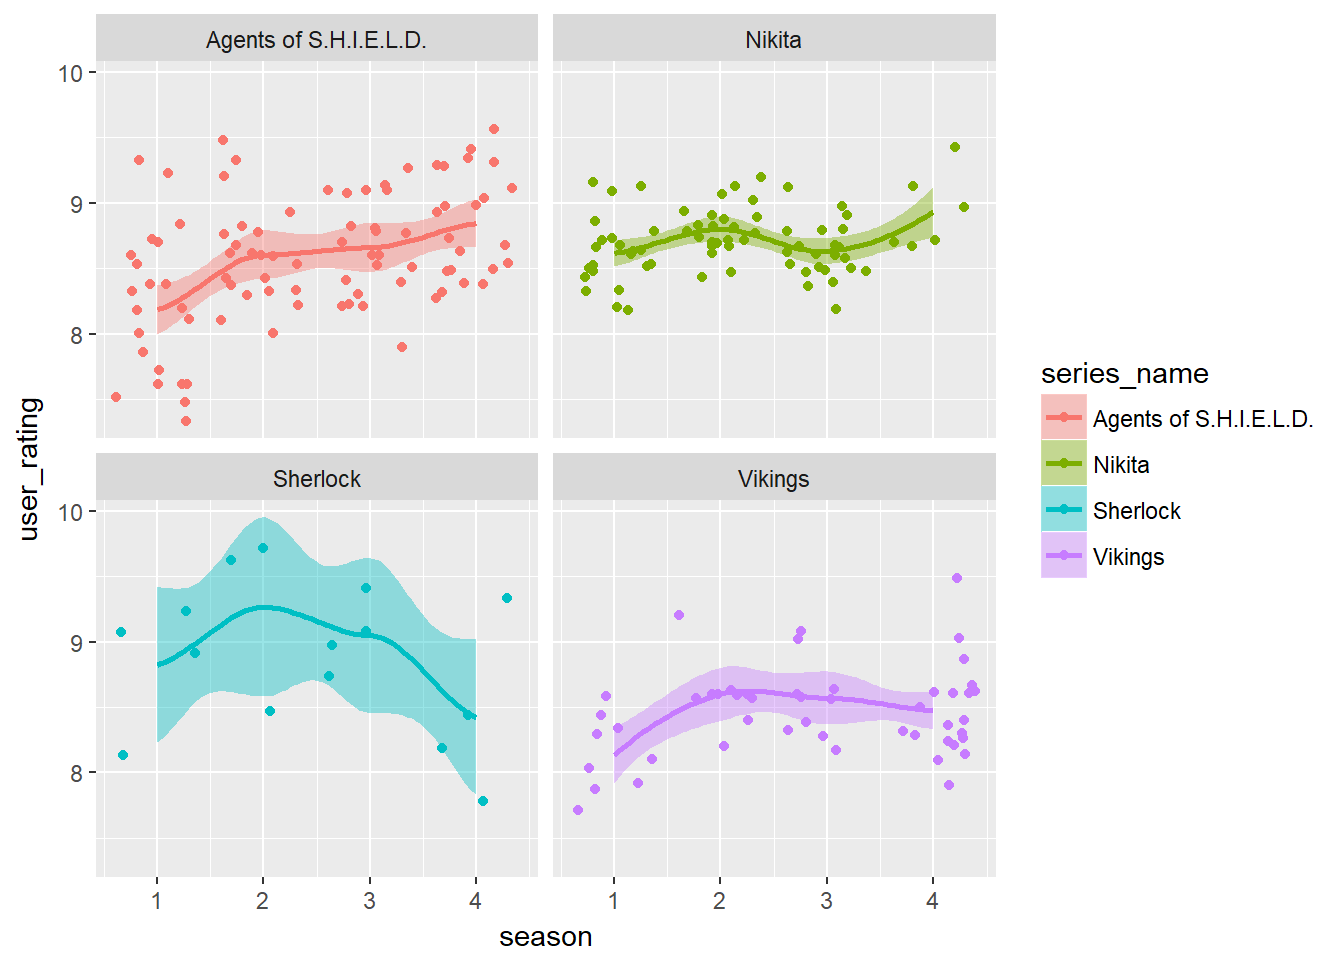 Agents of S.H.I.E.L.D.
Nikita
10
9
8
user_rating
Sherlock
Vikings
10
9
8
1 2 3 4
1 2 3 4
season
series_name
Agents of S.H.I.E.L.D.
Nikita
Sherlock
Vikings